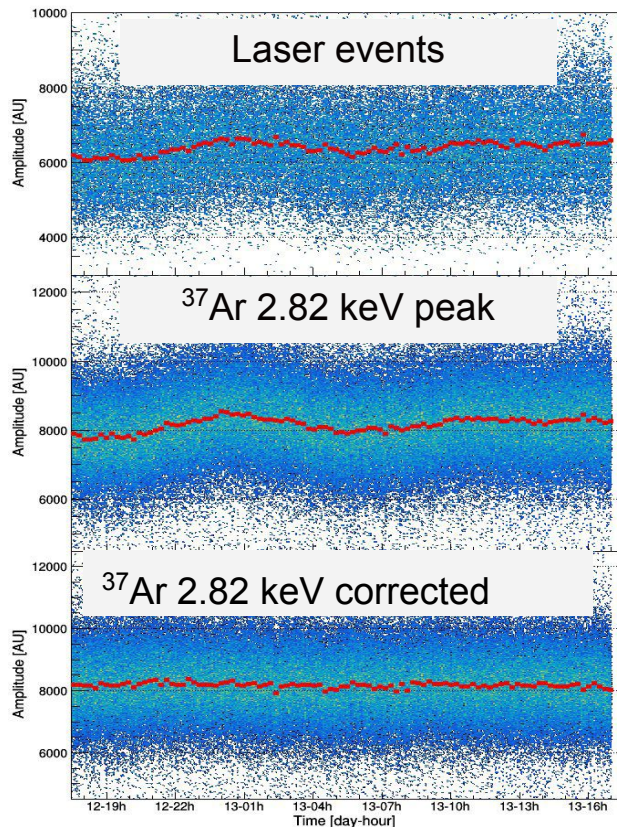 Laser events
Amplitude [AU]
10000
8000
6000
4000
³⁷Ar 2.82 keV peak
Amplitude [AU]
12000
10000
8000
6000
³⁷Ar 2.82 keV corrected
Amplitude [AU]
12000
10000
8000
6000
12-19h 12-22h 13-01h 13-04h 13-07h 13-10h 13-13h 13-16h
Time [day-hour]